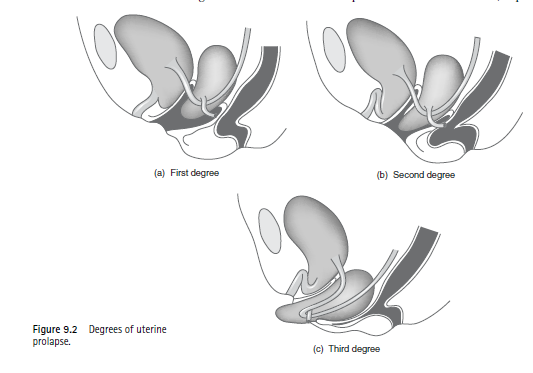 (a) First degree
(b) Second degree
Figure 9.2 Degrees of uterine
prolapse.
(c) Third degree